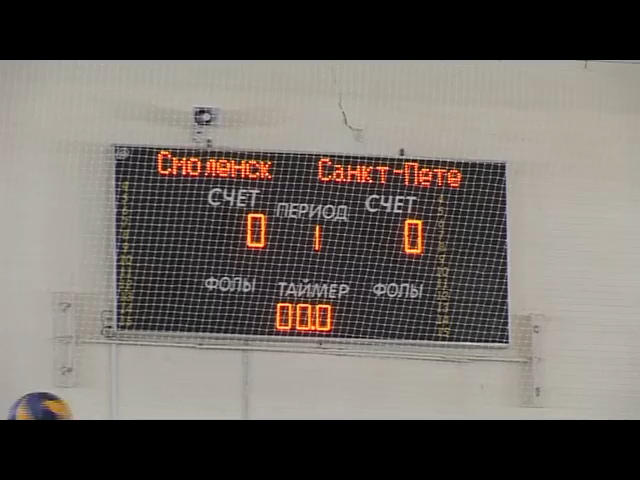 Смоленск Санкт-Пете
СЧЕТ ПЕРИОД СЧЕТ
0 1 0
ФОЛЫ ТАЙМЕР ФОЛЫ
00.0